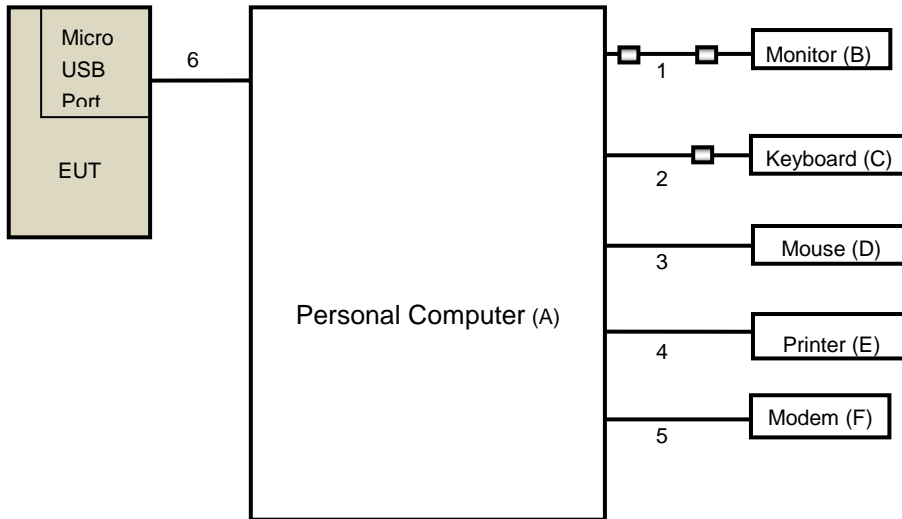 Micro
USB
Port
EUT
6
Personal Computer (A)
1
Monitor (B)
2
Keyboard (C)
3
Mouse (D)
4
Printer (E)
5
Modem (F)